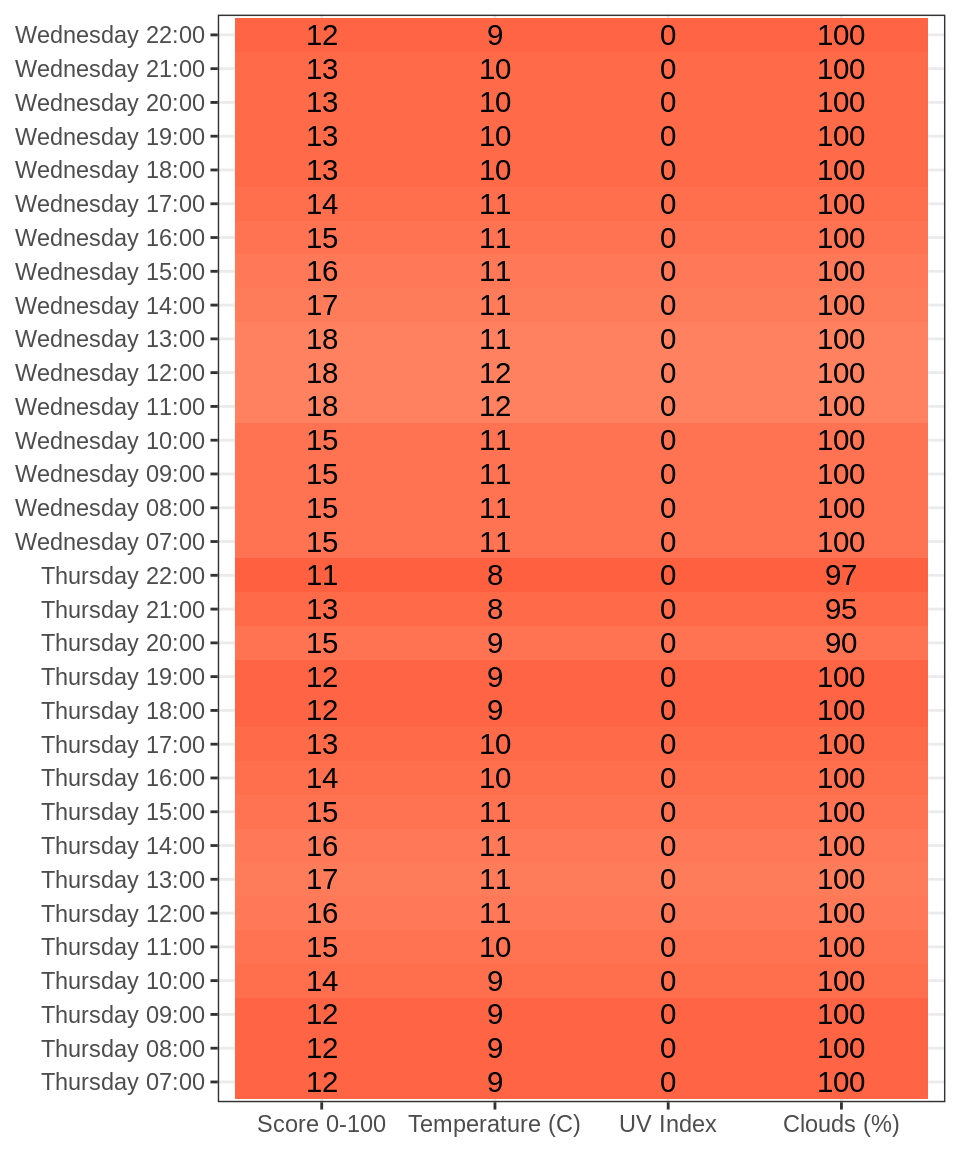 Wednesday 22:00 12 9 0 100
Wednesday 21:00 13 10 0 100
Wednesday 20:00 13 10 0 100
Wednesday 19:00 13 10 0 100
Wednesday 18:00 13 10 0 100
Wednesday 17:00 14 11 0 100
Wednesday 16:00 15 11 0 100
Wednesday 15:00 16 11 0 100
Wednesday 14:00 17 11 0 100
Wednesday 13:00 18 11 0 100
Wednesday 12:00 18 12 0 100
Wednesday 11:00 18 12 0 100
Wednesday 10:00 15 11 0 100
Wednesday 09:00 15 11 0 100
Wednesday 08:00 15 11 0 100
Wednesday 07:00 15 11 0 100
Thursday 22:00 11 8 0 97
Thursday 21:00 13 8 0 95
Thursday 20:00 15 9 0 90
Thursday 19:00 12 9 0 100
Thursday 18:00 12 9 0 100
Thursday 17:00 13 10 0 100
Thursday 16:00 14 10 0 100
Thursday 15:00 15 11 0 100
Thursday 14:00 16 11 0 100
Thursday 13:00 17 11 0 100
Thursday 12:00 16 11 0 100
Thursday 11:00 15 10 0 100
Thursday 10:00 14 9 0 100
Thursday 09:00 12 9 0 100
Thursday 08:00 12 9 0 100
Thursday 07:00 12 9 0 100
Score 0-100 Temperature (C) UV Index Clouds (%)